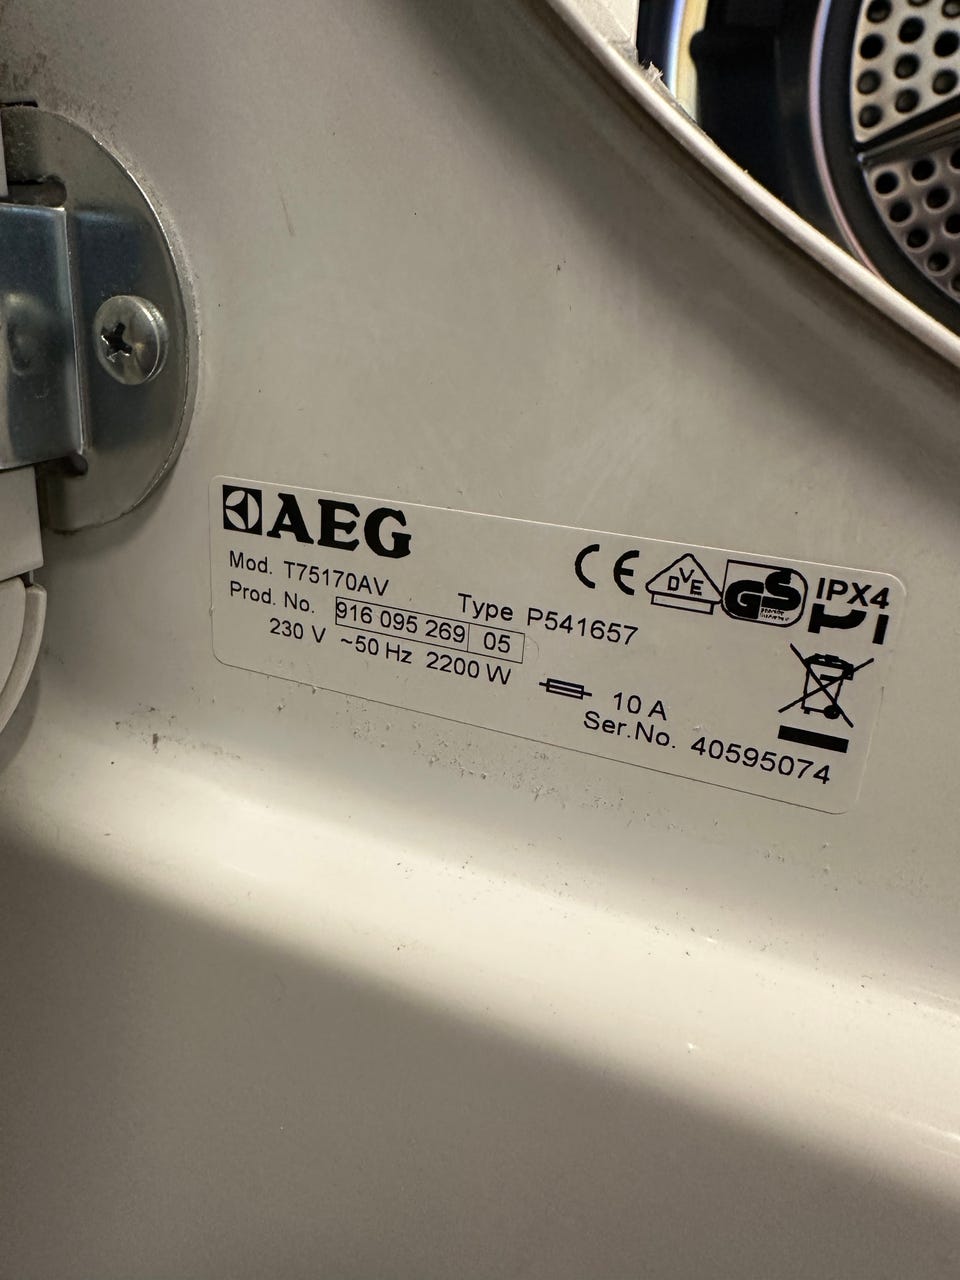 AEG
CE VDE GS IPX4
Mod. T75170AV
Type P541657
Prod. No. 916 095 269 05
230 V ~50 Hz 2200 W
10 A
Ser.No. 40595074